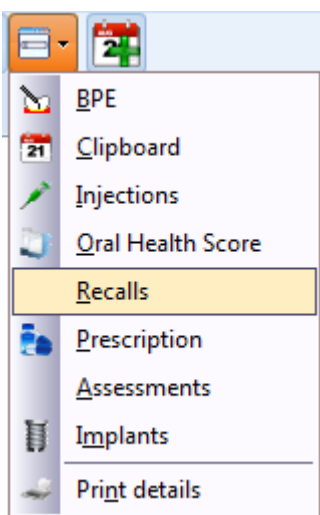 BPE
21
Clipboard
Injections
Oral Health Score
Recalls
Prescription
Assessments
Implants
Print details